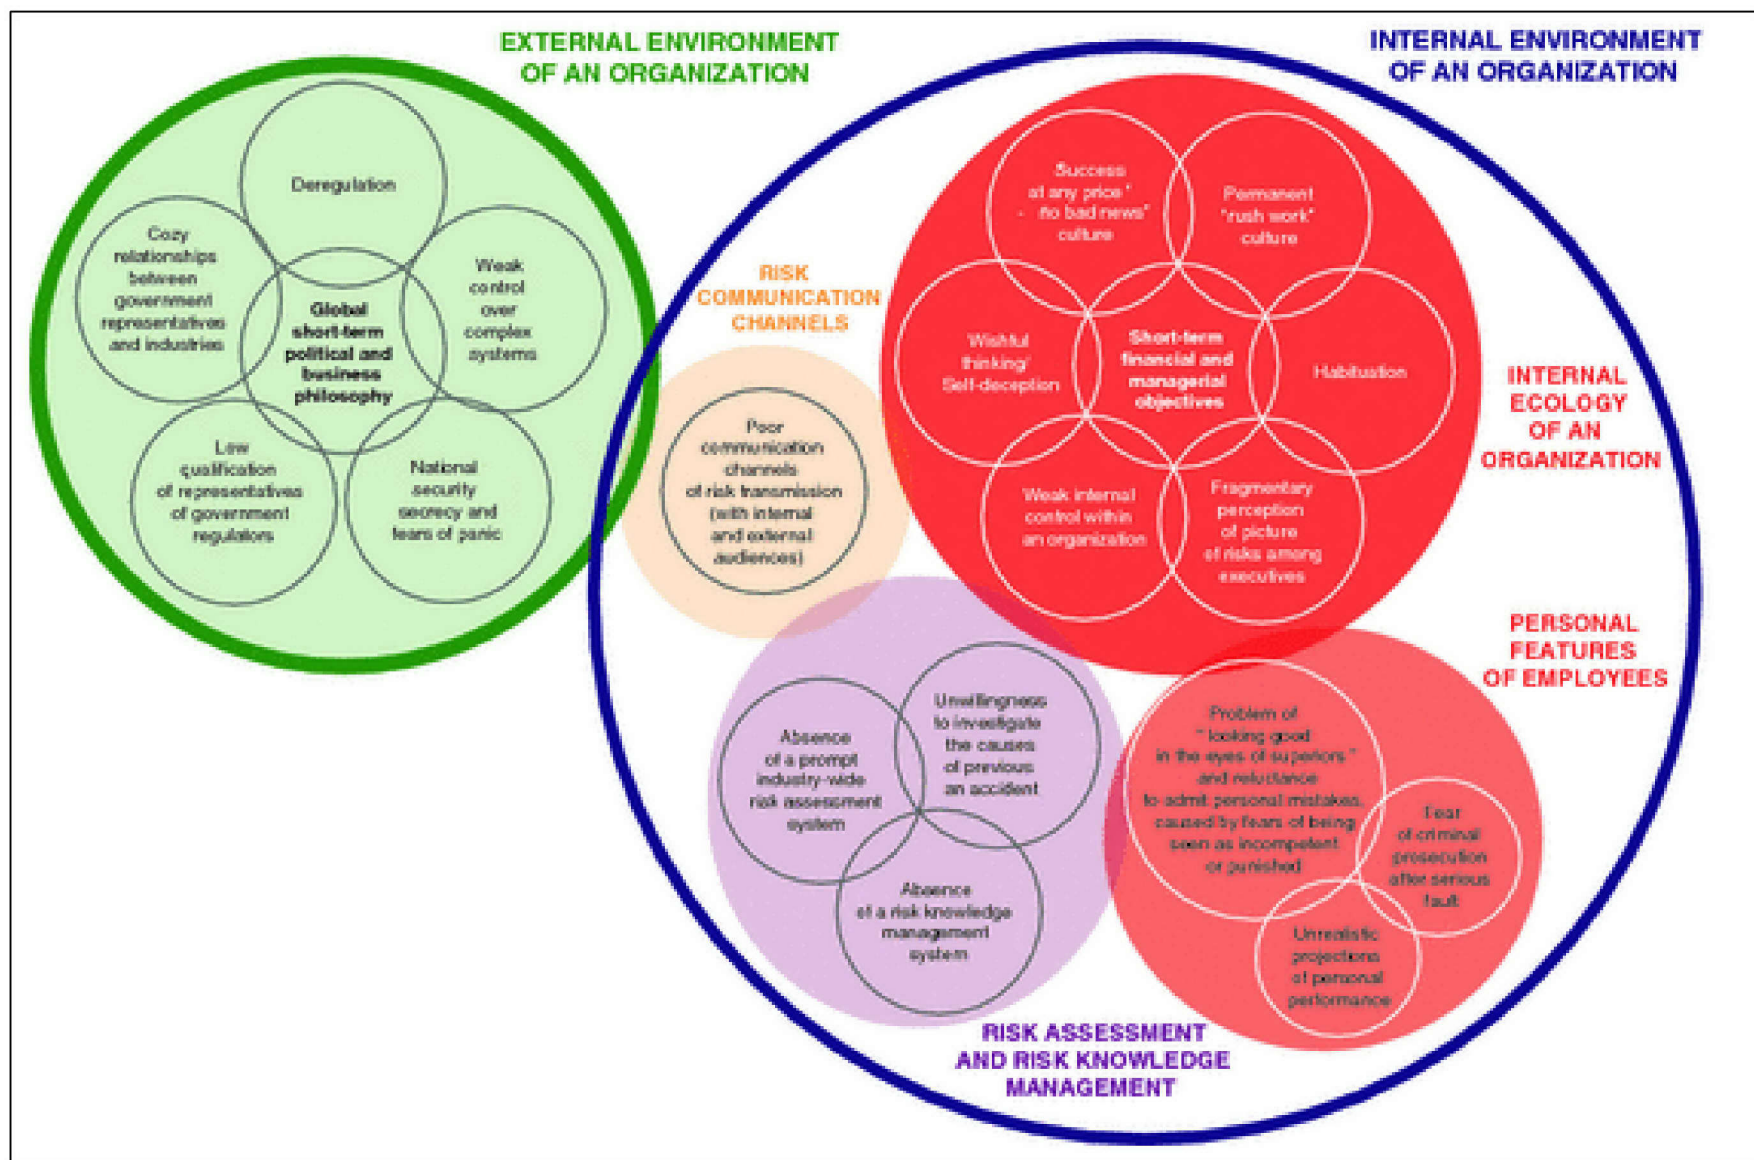 EXTERNAL ENVIRONMENT
OF AN ORGANIZATION
Deregulation
Cozy
relationships
between
government
representatives
and industries
Global
short-term
political and
business
philosophy
Weak
control
over
complex
systems
Low
qualification
of representatives
of government
regulators
National
security
secrecy and
fears of panic
INTERNAL ENVIRONMENT
OF AN ORGANIZATION
RISK
COMMUNICATION
CHANNELS
Poor
communication
channels
of risk transmission
(with internal
and external
audiences)
Success
at any price"
- "no bad news"
culture
Permanent
"rush work"
culture
Wishful
thinking/
Self-deception
Short-term
financial and
managerial
objectives
Habituation
Weak internal
control within
an organization
Fragmentary
perception
of picture
of risks among
executives
INTERNAL
ECOLOGY
OF AN
ORGANIZATION
PERSONAL
FEATURES
OF EMPLOYEES
Problem of
"looking good
in the eyes of superiors"
and reluctance
to admit personal mistakes,
caused by fears of being
seen as incompetent
or punished
Fear
of criminal
prosecution
after serious
fault
Unrealistic
projections
of personal
performance
Absence
of a prompt
industry-wide
risk assessment
system
Unwillingness
to investigate
the causes
of previous
an accident
Absence
of a risk knowledge
management
system
RISK ASSESSMENT
AND RISK KNOWLEDGE
MANAGEMENT